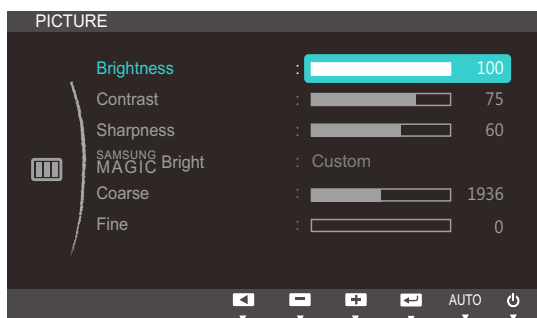 PICTURE
Brightness : 100
Contrast : 75
Sharpness : 60
SAMSUNG MAGIC Bright : Custom
Coarse : 1936
Fine : 0
AUTO